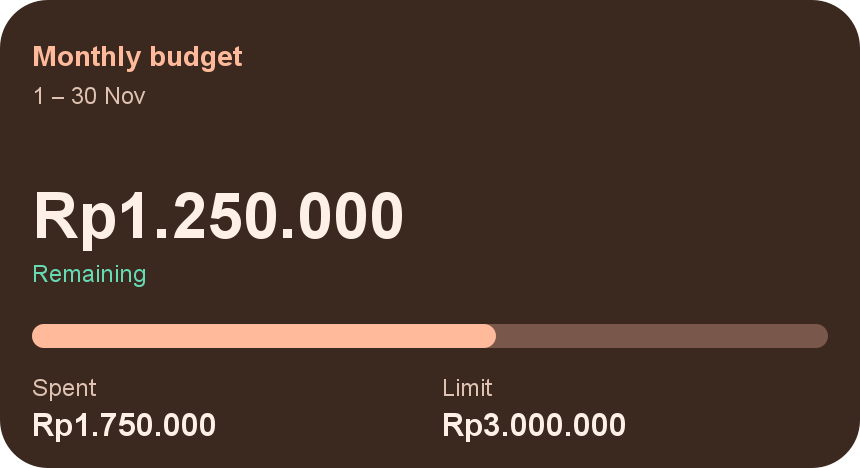 Monthly budget
1 – 30 Nov
Rp1.250.000
Remaining
Spent
Rp1.750.000
Limit
Rp3.000.000